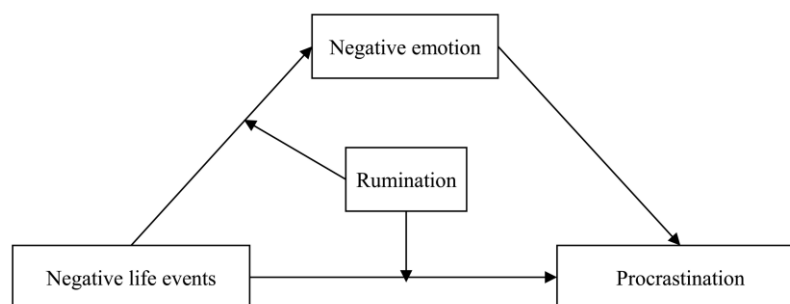 Negative emotion
Rumination
Negative life events
Procrastination